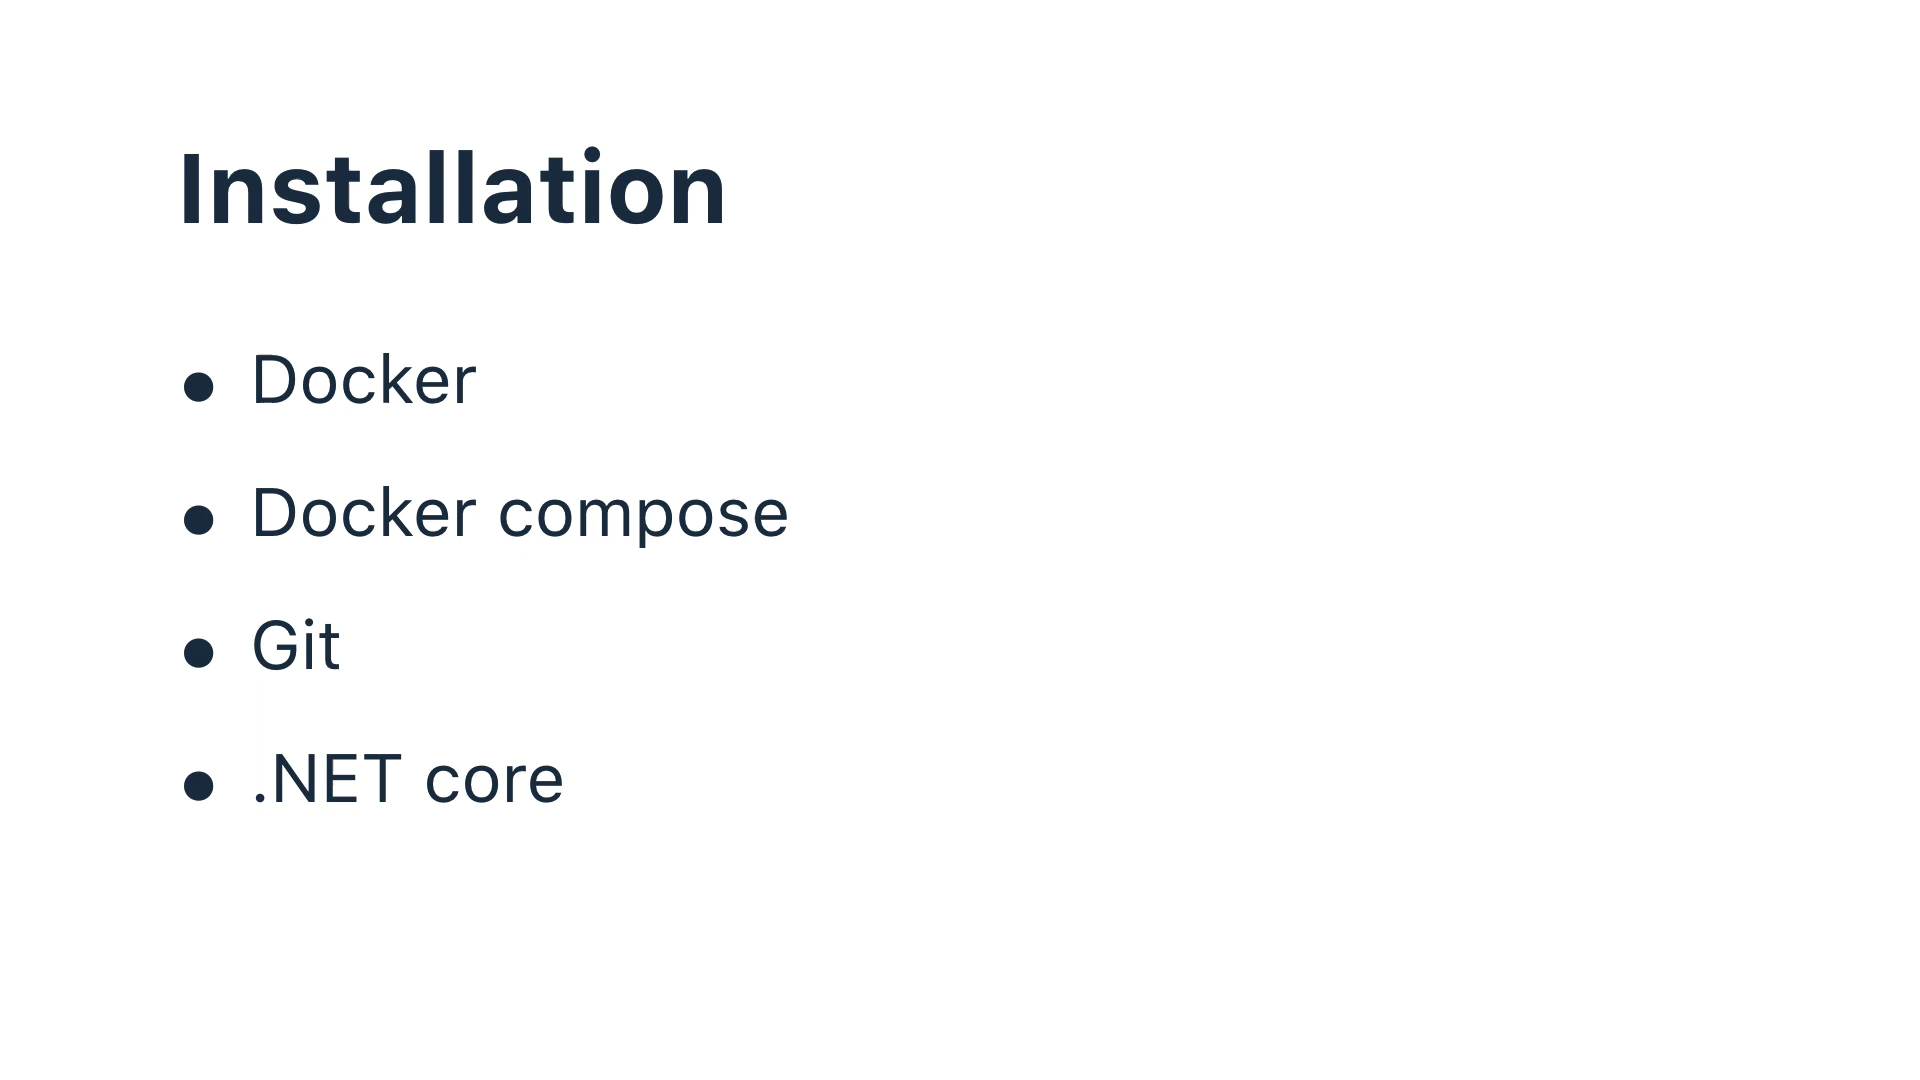 Installation
● Docker
● Docker compose
● Git
● .NET core